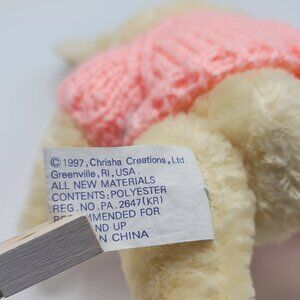 © 1997, Chrisha Creations, Ltd.
Greenville, RI, USA.
ALL NEW MATERIALS
CONTENTS: POLYESTER
REG. NO. PA. 2647 (KR)
FOR
ND UP
N CHINA